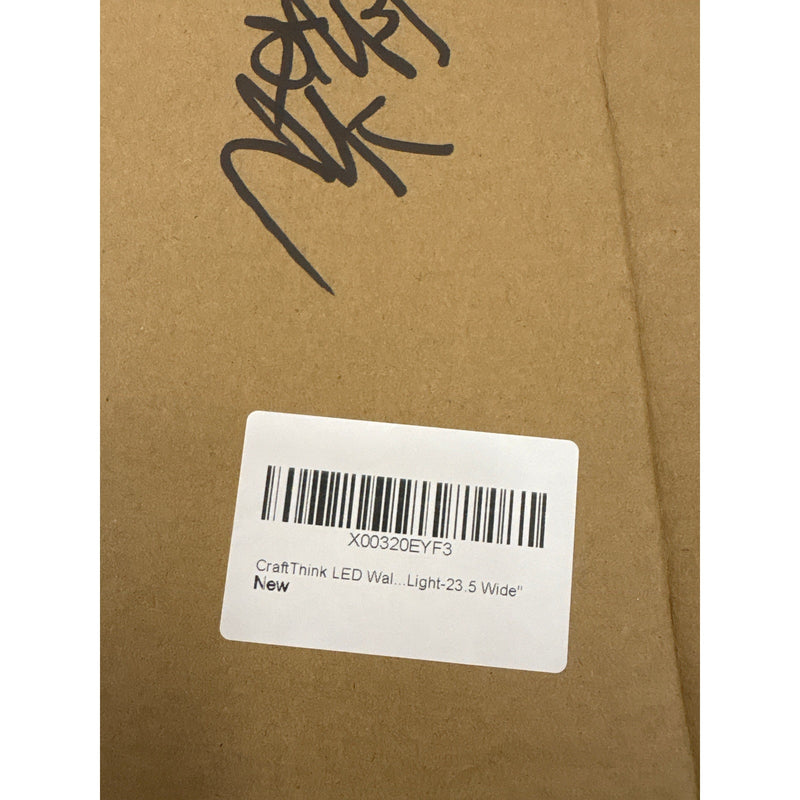 X00320EYF3
CraftThink LED Wal...Light-23.5 Wide"
New